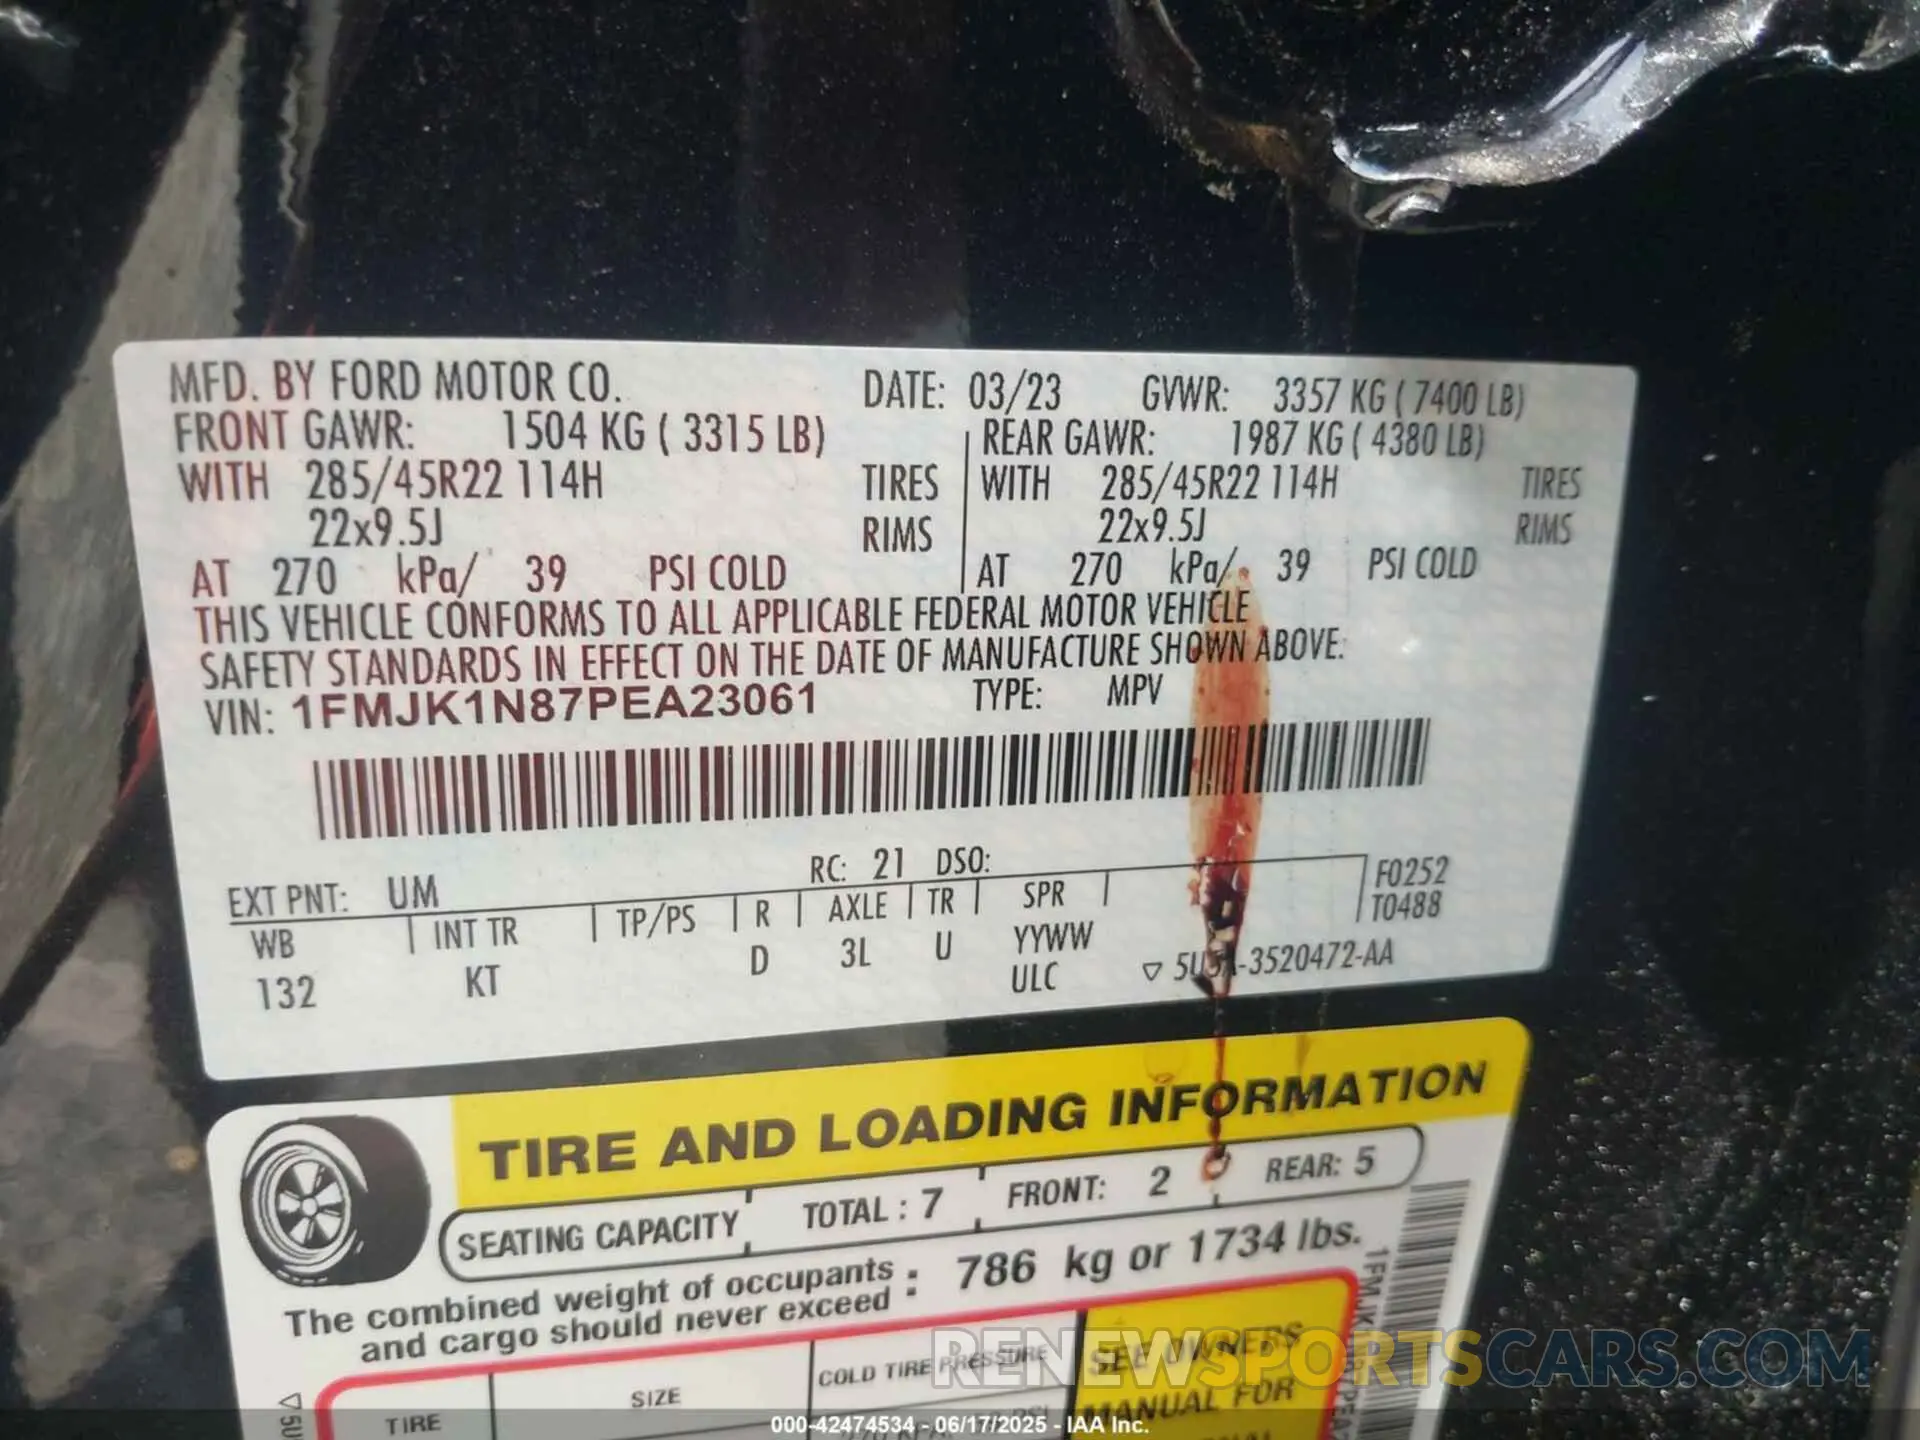 MFD. BY FORD MOTOR CO. DATE: 03/23 GVWR: 3357 KG ( 7400 LB)
FRONT GAWR: 1504 KG ( 3315 LB) REAR GAWR: 1987 KG ( 4380 LB)
WITH 285/45R22 114H TIRES WITH 285/45R22 114H TIRES
22x9.5J RIMS 22x9.5J RIMS
AT 270 kPa/ 39 PSI COLD AT 270 kPa/ 39 PSI COLD
THIS VEHICLE CONFORMS TO ALL APPLICABLE FEDERAL MOTOR VEHICLE
SAFETY STANDARDS IN EFFECT ON THE DATE OF MANUFACTURE SHOWN ABOVE:
VIN: 1FMJK1N87PEA23061 TYPE: MPV
EXT PNT: UM RC: 21 DSO:
WB INT TR TP/PS R AXLE TR SPR F0252
T0488
132 KT D 3L U YYWW
ULC ▽ 5U5A-3520472-AA
TIRE AND LOADING INFORMATION
SEATING CAPACITY TOTAL : 7 FRONT: 2 REAR: 5
The combined weight of occupants
and cargo should never exceed : 786 kg or 1734 lbs.
TIRE SIZE COLD TIRE PRESSURE SEE OWNERS
MANUAL FOR
▽ 5U
RENEWSPORTSCARS.COM
000-42474534 - 06/17/2025 - IAA Inc.